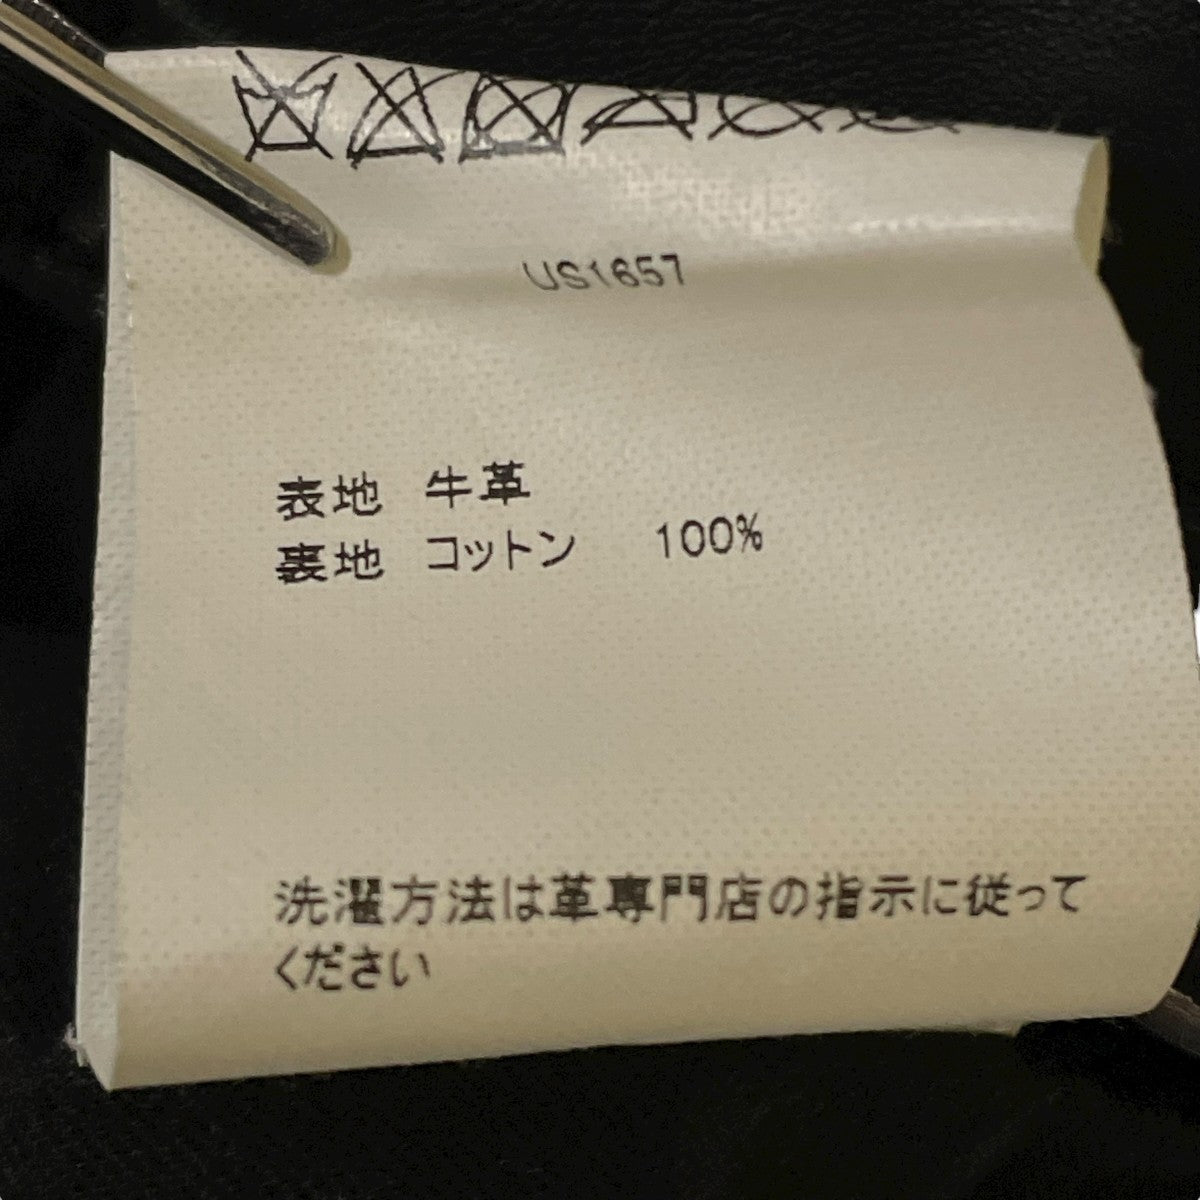 US1657
表地 牛革
裏地 コットン 100%
洗濯方法は革専門店の指示に従って
ください